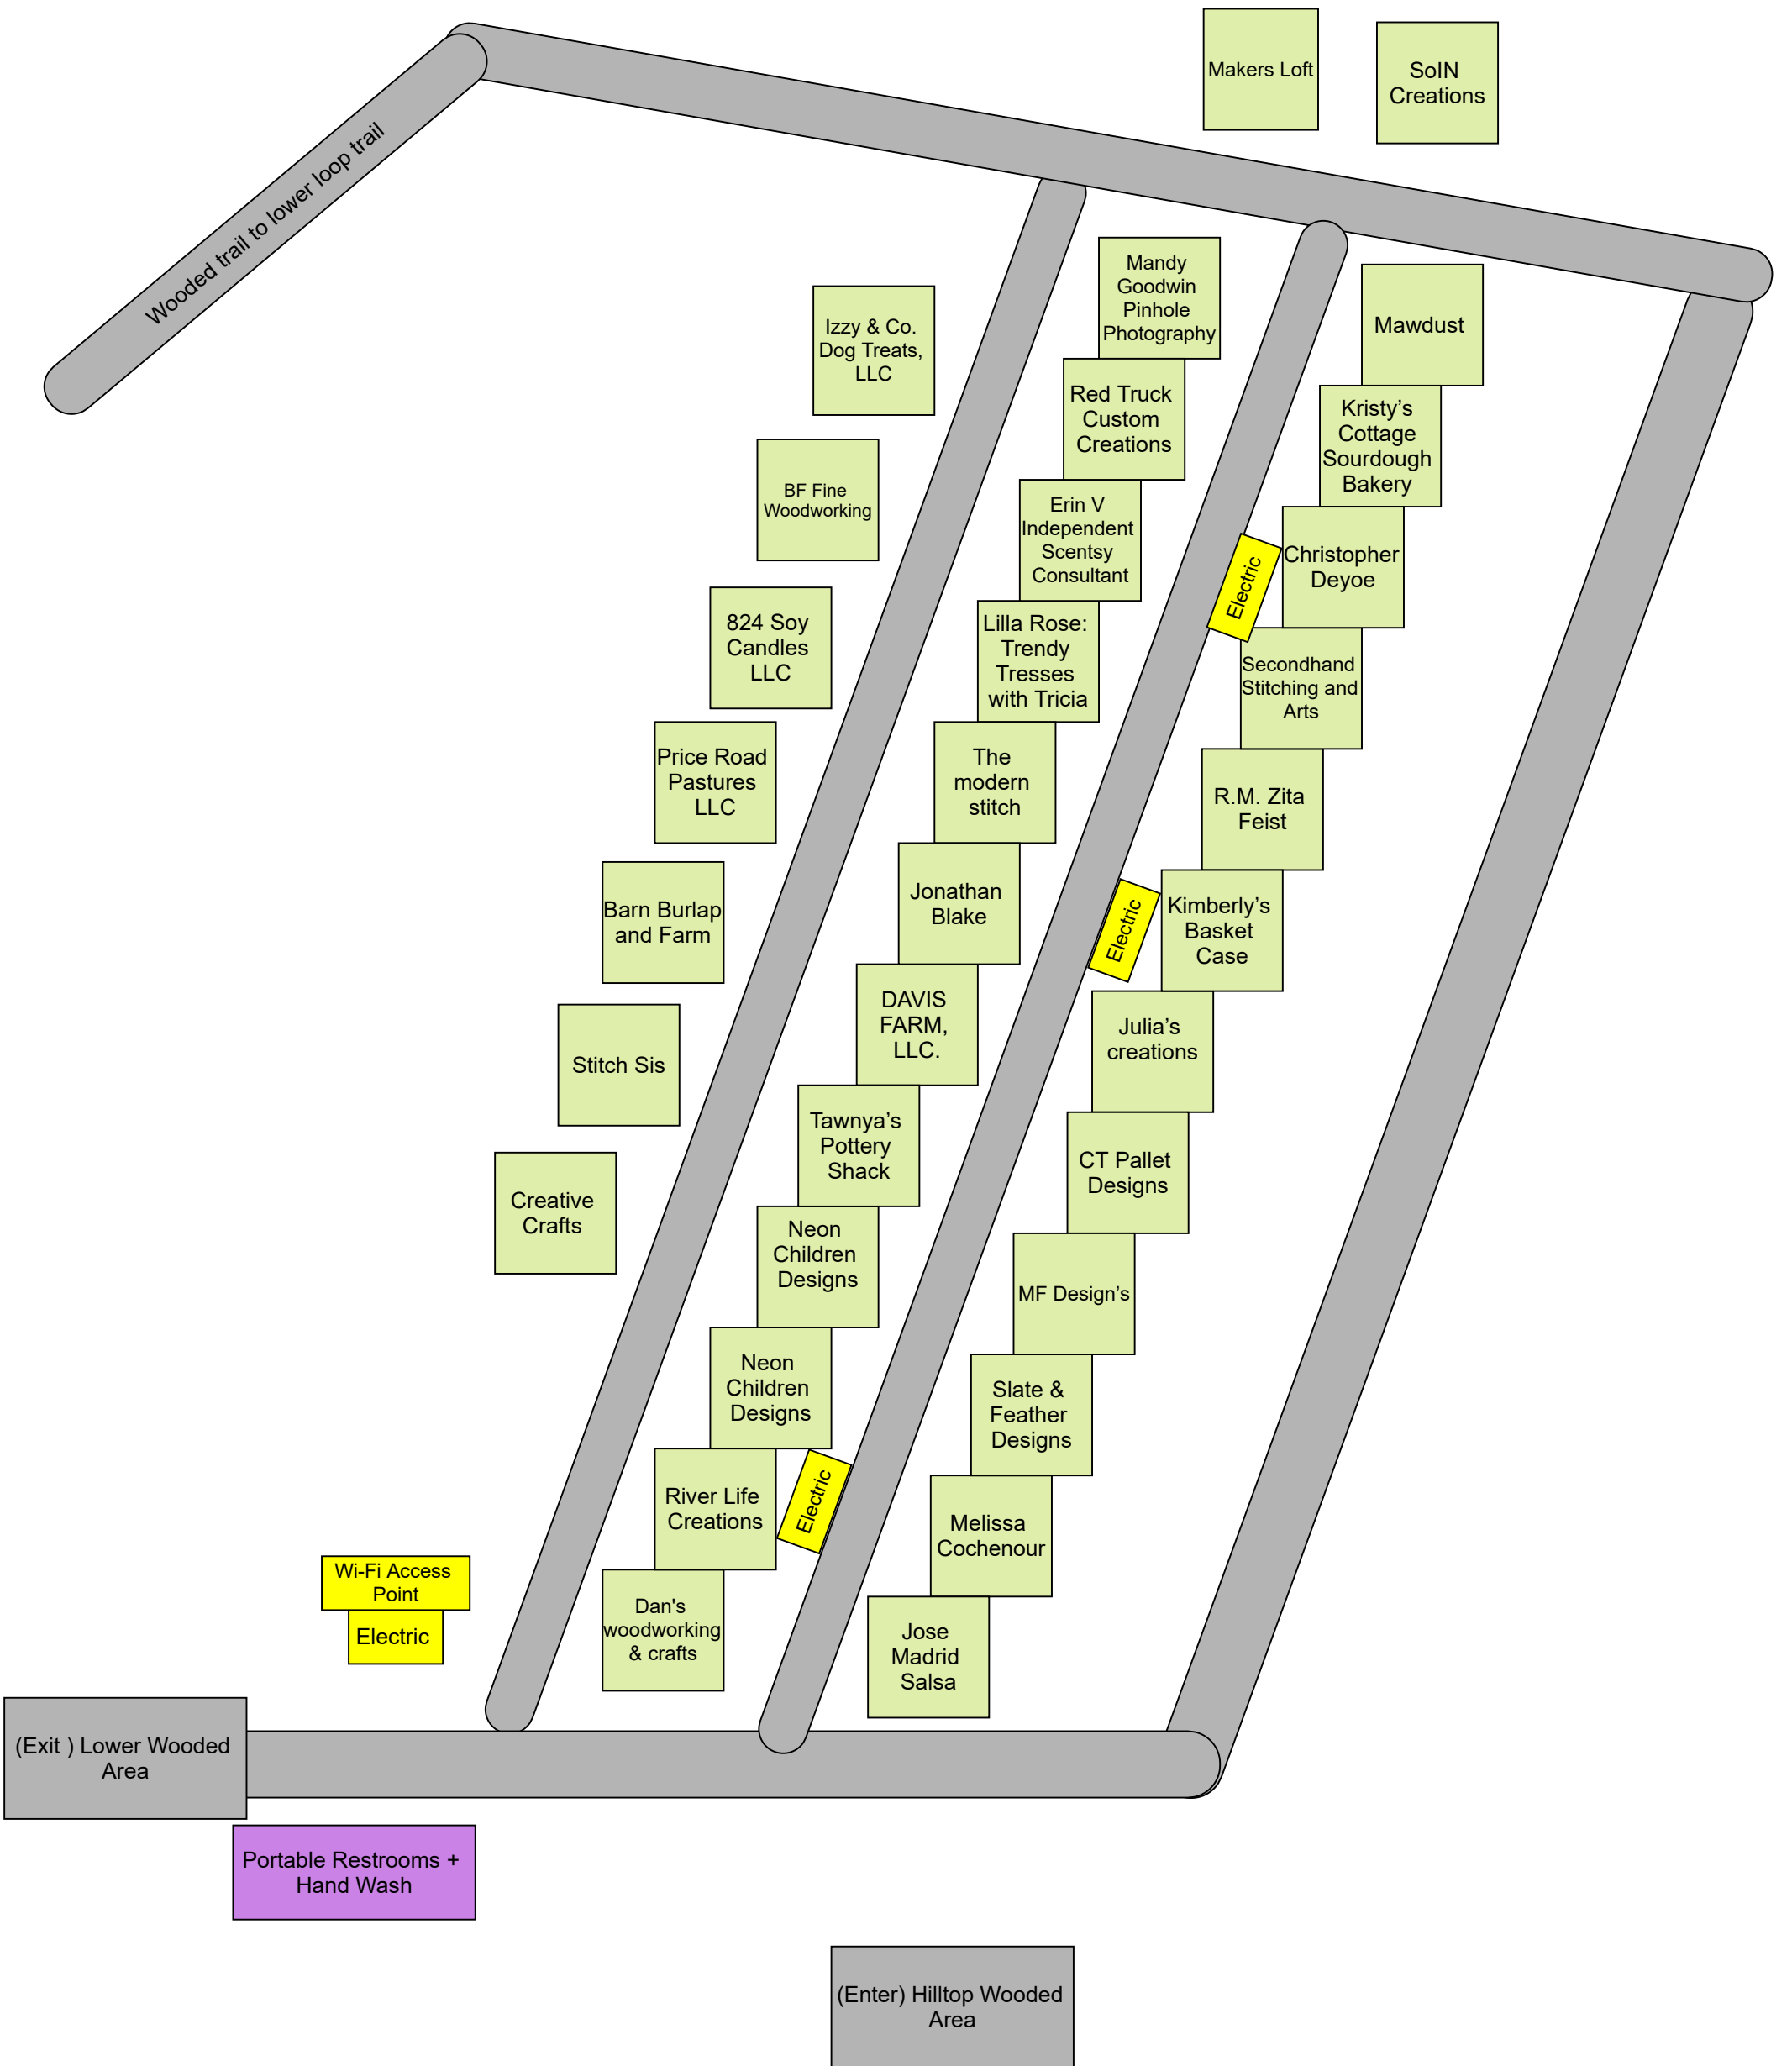 Makers Loft
SoIN
Creations
Wooded trail to lower loop trail
Mandy
Goodwin
Pinhole
Photography
Mawdust
Izzy & Co.
Dog Treats,
LLC
Red Truck
Custom
Creations
Kristy’s
Cottage
Sourdough
Bakery
BF Fine
Woodworking
Erin V
Independent
Scentsy
Consultant
Electric
Christopher
Deyoe
824 Soy
Candles
LLC
Lilla Rose:
Trendy
Tresses
with Tricia
Secondhand
Stitching and
Arts
Price Road
Pastures
LLC
The
modern
stitch
R.M. Zita
Feist
Barn Burlap
and Farm
Jonathan
Blake
Electric
Kimberly’s
Basket
Case
Stitch Sis
DAVIS
FARM,
LLC.
Julia’s
creations
Creative
Crafts
Tawnya’s
Pottery
Shack
CT Pallet
Designs
Neon
Children
Designs
MF Design’s
Neon
Children
Designs
Slate &
Feather
Designs
River Life
Creations
Electric
Melissa
Cochenour
Wi-Fi Access
Point
Electric
Dan's
woodworking
& crafts
Jose
Madrid
Salsa
(Exit ) Lower Wooded
Area
Portable Restrooms +
Hand Wash
(Enter) Hilltop Wooded
Area